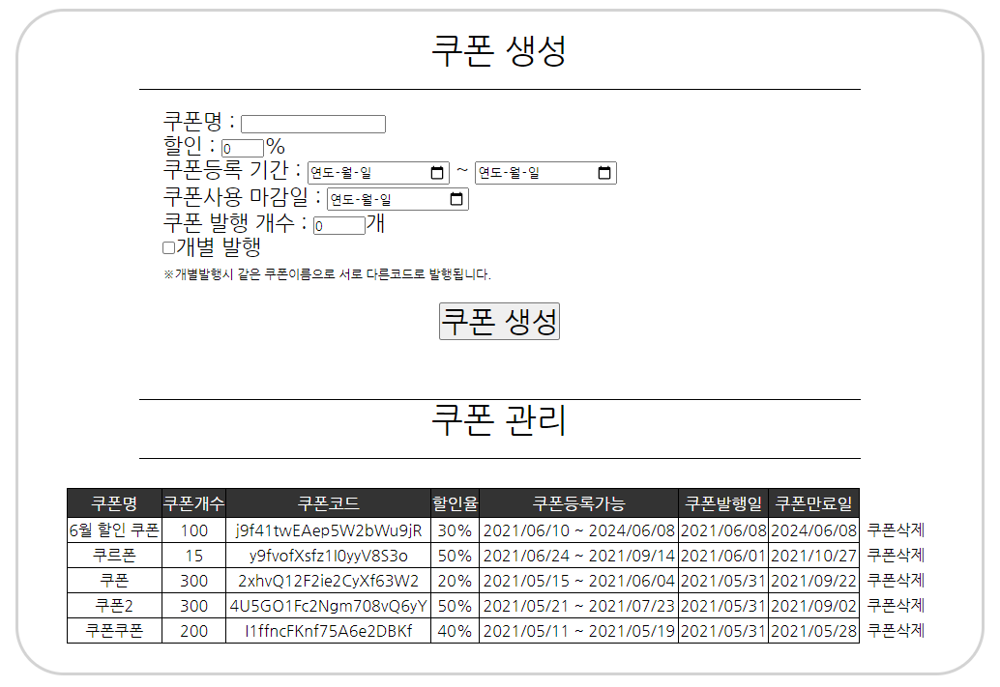 쿠폰 생성
쿠폰명 :
할인 : 0 %
쿠폰등록 기간 : 연도-월-일 ~ 연도-월-일
쿠폰사용 마감일 : 연도-월-일
쿠폰 발행 개수 : 0 개
개별 발행
※개별발행시 같은 쿠폰이름으로 서로 다른코드로 발행됩니다.
쿠폰 생성
쿠폰 관리
쿠폰명 쿠폰개수 쿠폰코드 할인율 쿠폰등록가능 쿠폰발행일 쿠폰만료일
6월 할인 쿠폰 100 j9f41twEAep5W2bWu9jR 30% 2021/06/10 ~ 2024/06/08 2021/06/08 2024/06/08 쿠폰삭제
쿠르폰 15 y9fvofXsfz1I0yyV8S3o 50% 2021/06/24 ~ 2021/09/14 2021/06/01 2021/10/27 쿠폰삭제
쿠폰 300 2xhvQ12F2ie2CyXf63W2 20% 2021/05/15 ~ 2021/06/04 2021/05/31 2021/09/22 쿠폰삭제
쿠폰2 300 4U5GO1Fc2Ngm708vQ6yY 50% 2021/05/21 ~ 2021/07/23 2021/05/31 2021/09/02 쿠폰삭제
쿠폰쿠폰 200 I1ffncFKnf75A6e2DBKf 40% 2021/05/11 ~ 2021/05/19 2021/05/31 2021/05/28 쿠폰삭제